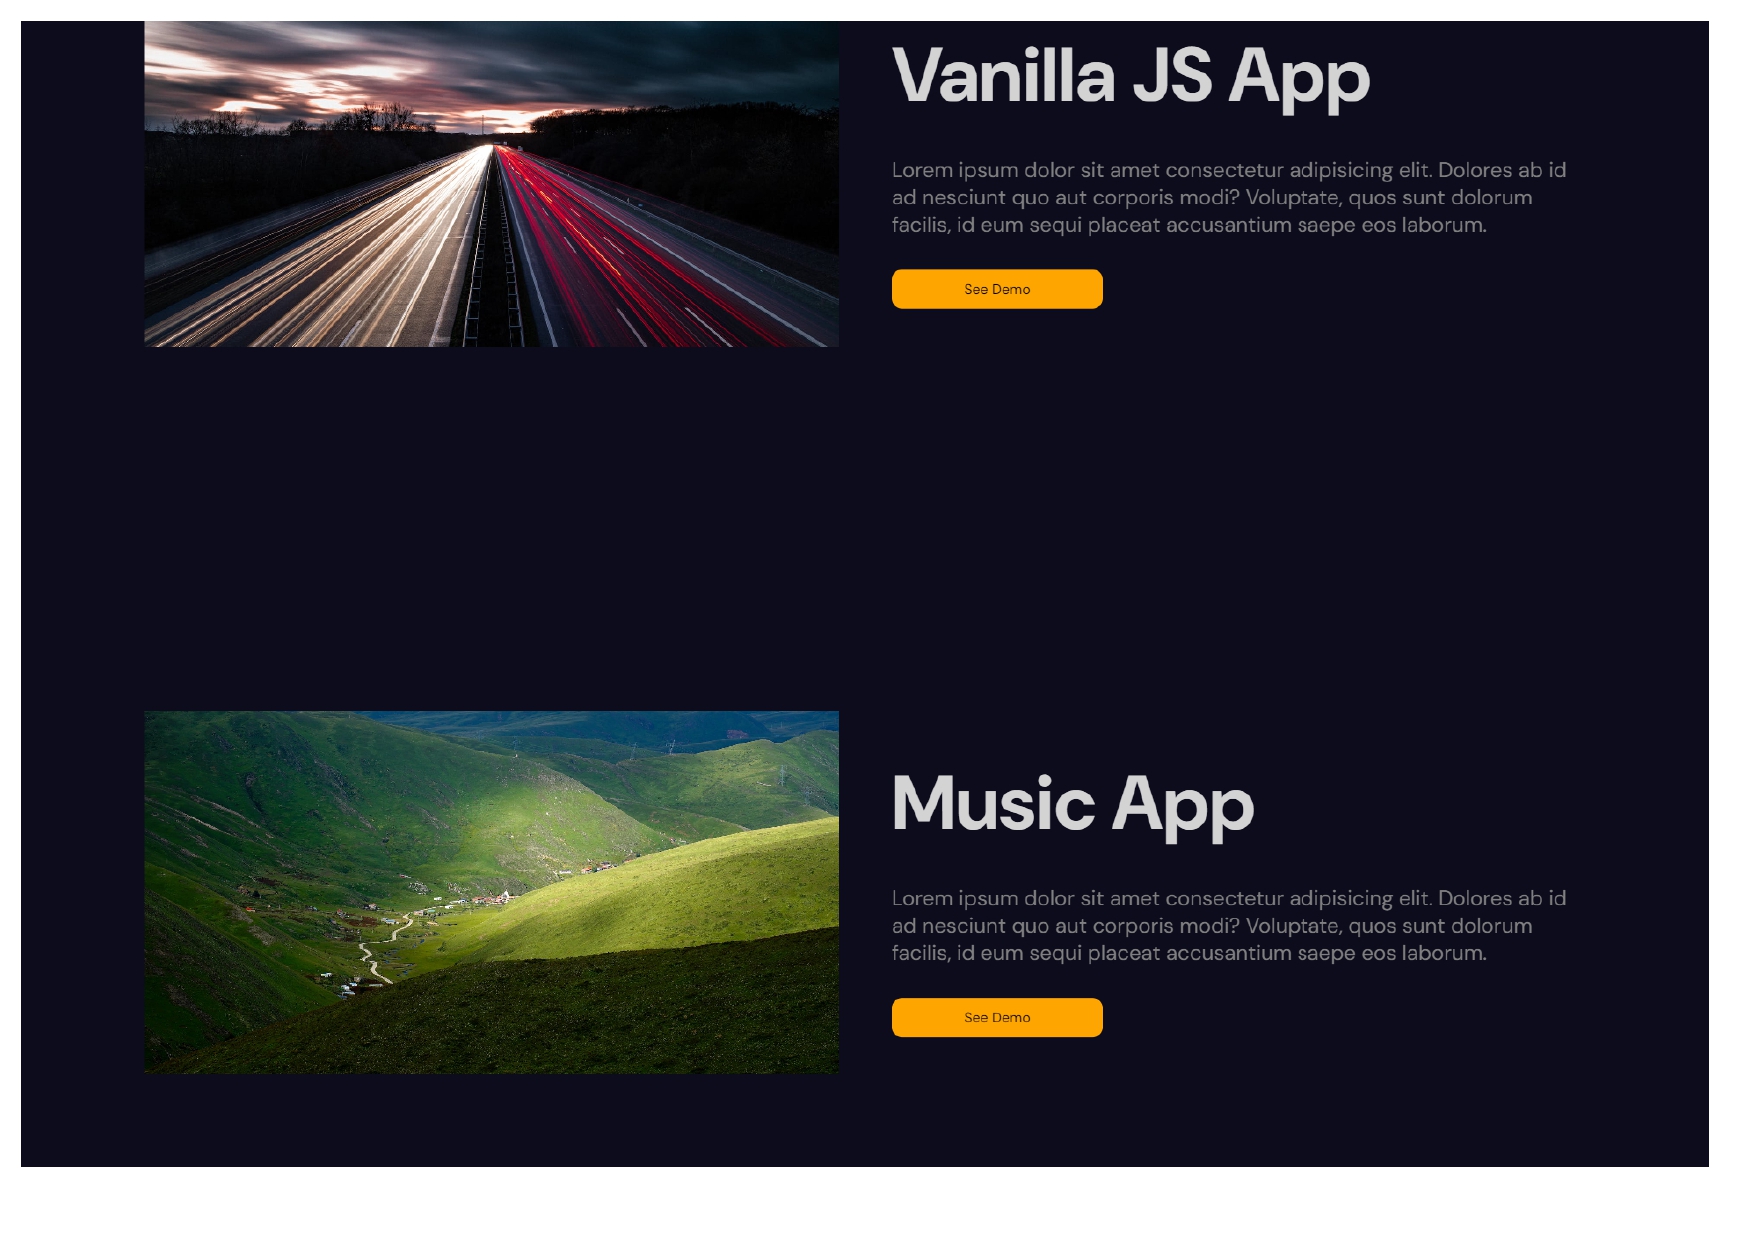 Vanilla JS App
Lorem ipsum dolor sit amet consectetur adipisicing elit. Dolores ab id
ad nesciunt quo aut corporis modi? Voluptate, quos sunt dolorum
facilis, id eum sequi placeat accusantium saepe eos laborum.
See Demo
Music App
Lorem ipsum dolor sit amet consectetur adipisicing elit. Dolores ab id
ad nesciunt quo aut corporis modi? Voluptate, quos sunt dolorum
facilis, id eum sequi placeat accusantium saepe eos laborum.
See Demo